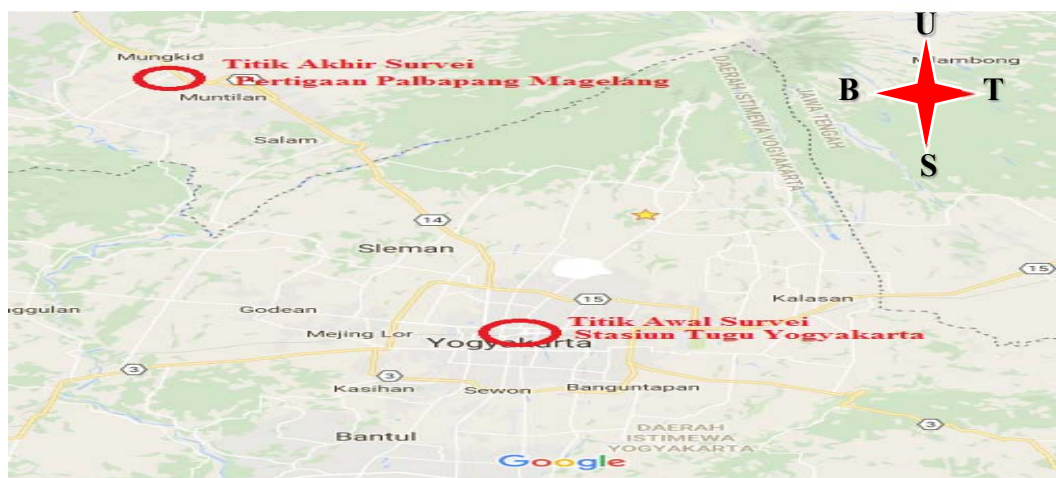 U
Mungkid
Titik Akhir Survei
Pertigaan Palbapang Magelang
Muntilan
Salam
B
T
S
DAERAH ISTIMEWA YOGYAKARTA
JAWA TENGAH
14
Sleman
15
15
Kalasan
nggulan
Godean
Mejing Lor
Titik Awal Survei
Stasiun Tugu Yogyakarta
Yogyakarta
3
3
Kasihan
Sewon
Banguntapan
3
Bantul
DAERAH
ISTIMEWA
YOGYAKARTA
Google